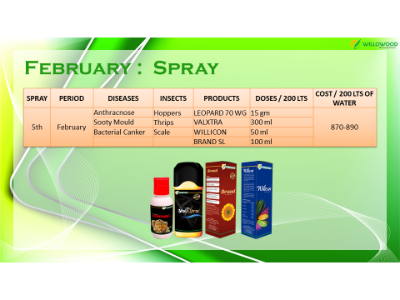 WILLOWOOD
FEBRUARY : SPRAY
SPRAY PERIOD DISEASES INSECTS PRODUCTS DOSES / 200 LTS COST / 200 LTS OF WATER
5th February Anthracnose Hoppers LEOPARD 70 WG 15 gm 870-890
Sooty Mould Thrips VALXTRA 300 ml
Bacterial Canker Scale WILLICON 50 ml
BRAND SL 100 ml